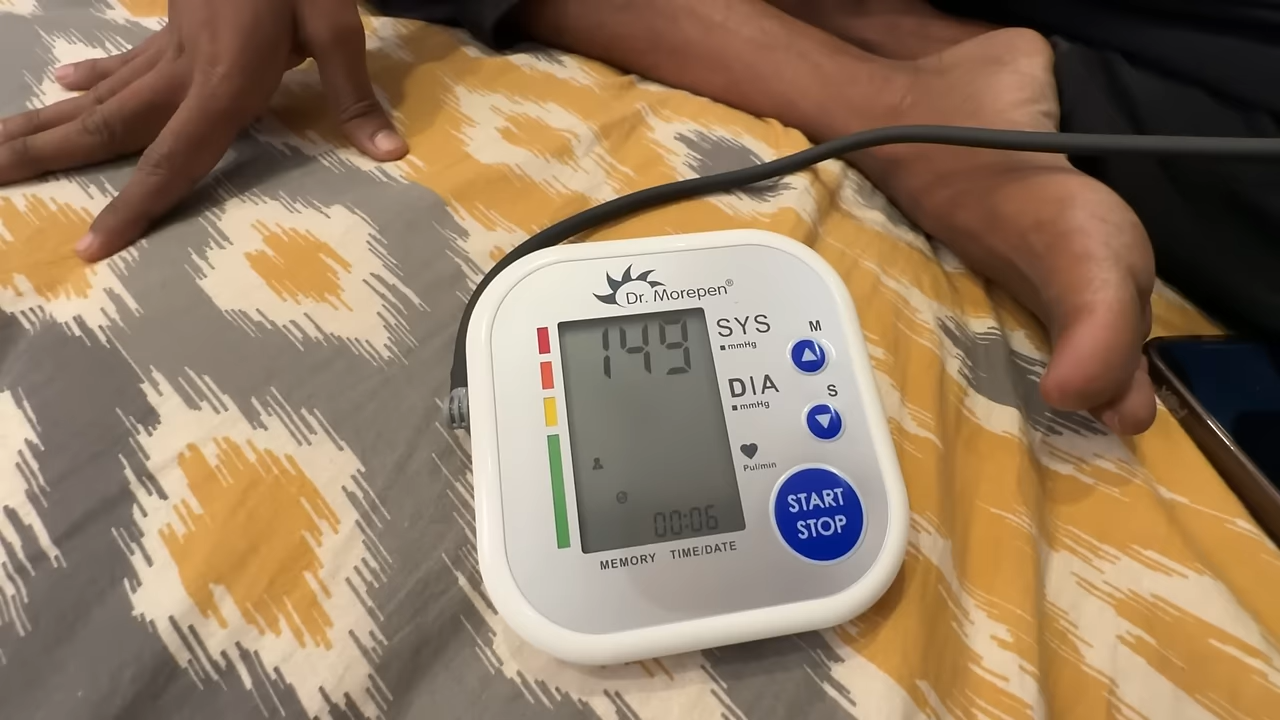 Dr. Morepen®
149
SYS
mmHg
M
DIA
mmHg
S
Pul/min
START
STOP
00:06
MEMORY TIME/DATE